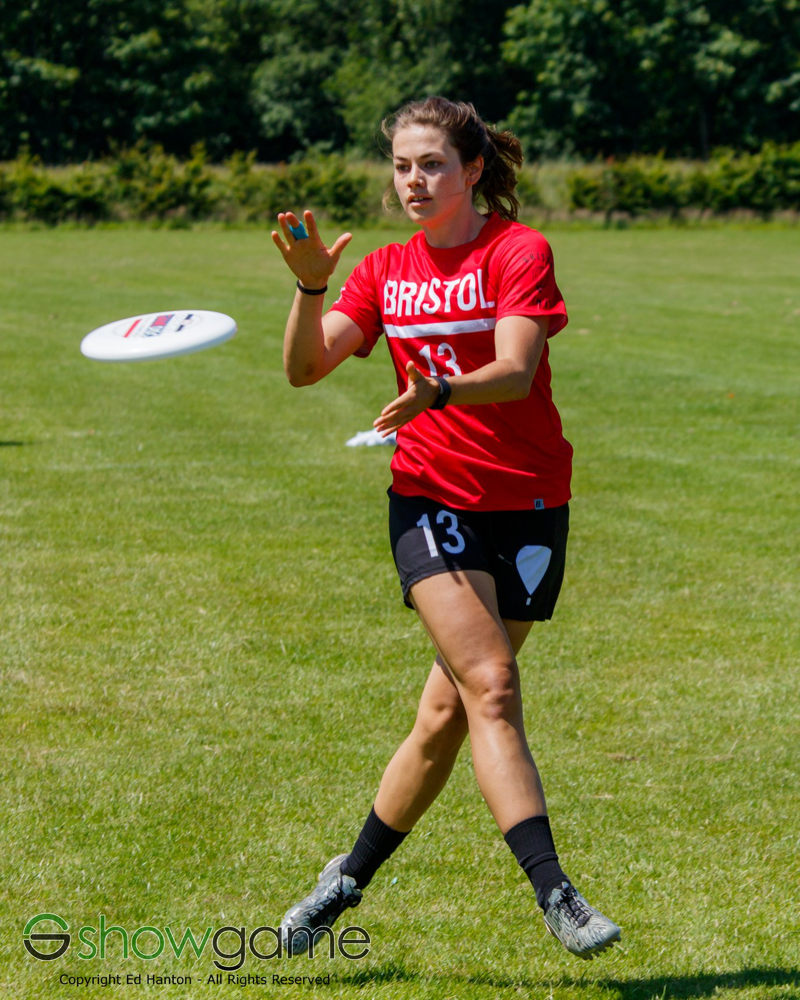 BRISTOL
13
13
B
showgame
Copyright Ed Hanton - All Rights Reserved